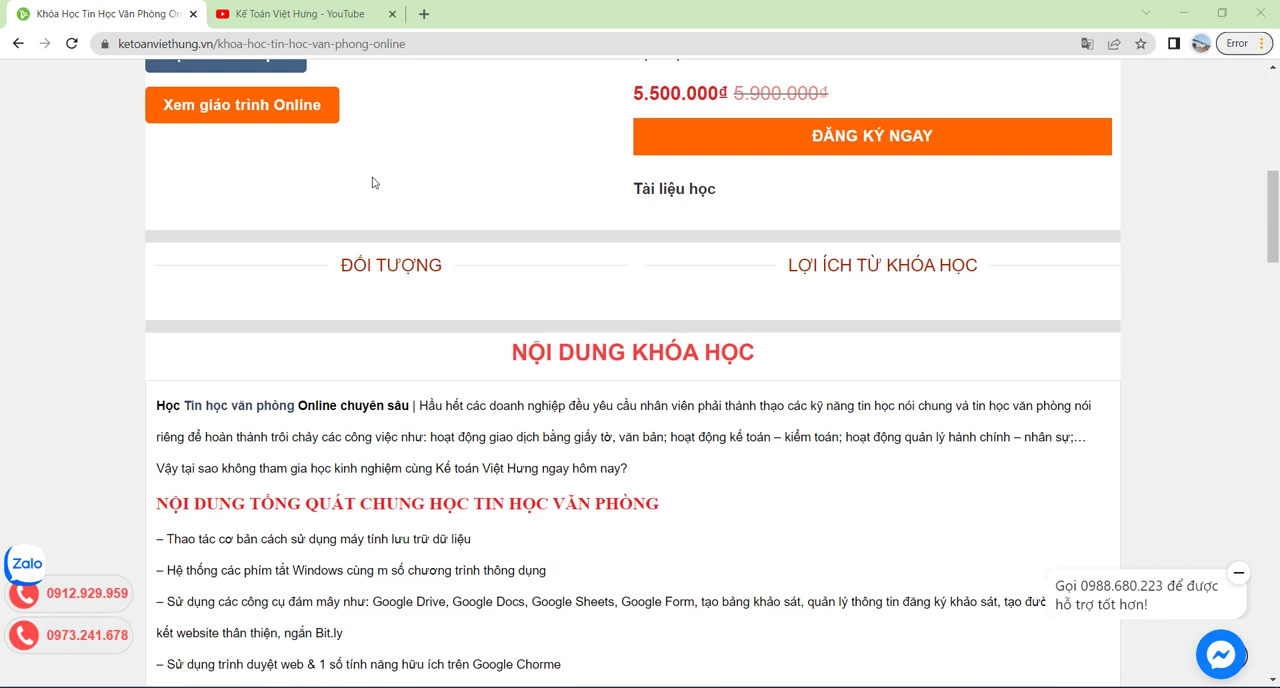 Khóa Học Tin Học Văn Phòng On
Kế Toán Việt Hưng - YouTube
ketoanviethung.vn/khoa-hoc-tin-hoc-van-phong-online
Error
Xem giáo trình Online
5.500.000₫ 5.900.000₫
ĐĂNG KÝ NGAY
Tài liệu học
ĐỐI TƯỢNG
LỢI ÍCH TỪ KHÓA HỌC
NỘI DUNG KHÓA HỌC
Học Tin học văn phòng Online chuyên sâu | Hầu hết các doanh nghiệp đều yêu cầu nhân viên phải thành thạo các kỹ năng tin học nói chung và tin học văn phòng nói
riêng để hoàn thành trôi chảy các công việc như: hoạt động giao dịch bằng giấy tờ, văn bản; hoạt động kế toán – kiểm toán; hoạt động quản lý hành chính – nhân sự;…
Vậy tại sao không tham gia học kinh nghiệm cùng Kế toán Việt Hưng ngay hôm nay?
NỘI DUNG TỔNG QUÁT CHUNG HỌC TIN HỌC VĂN PHÒNG
– Thao tác cơ bản cách sử dụng máy tính lưu trữ dữ liệu
– Hệ thống các phím tắt Windows cùng m số chương trình thông dụng
– Sử dụng các công cụ đám mây như: Google Drive, Google Docs, Google Sheets, Google Form, tạo bảng khảo sát, quản lý thông tin đăng ký khảo sát, tạo đườ
kết website thân thiện, ngắn Bit.ly
– Sử dụng trình duyệt web & 1 số tính năng hữu ích trên Google Chorme
Zalo
0912.929.959
0973.241.678
Gọi 0988.680.223 để được
hỗ trợ tốt hơn!